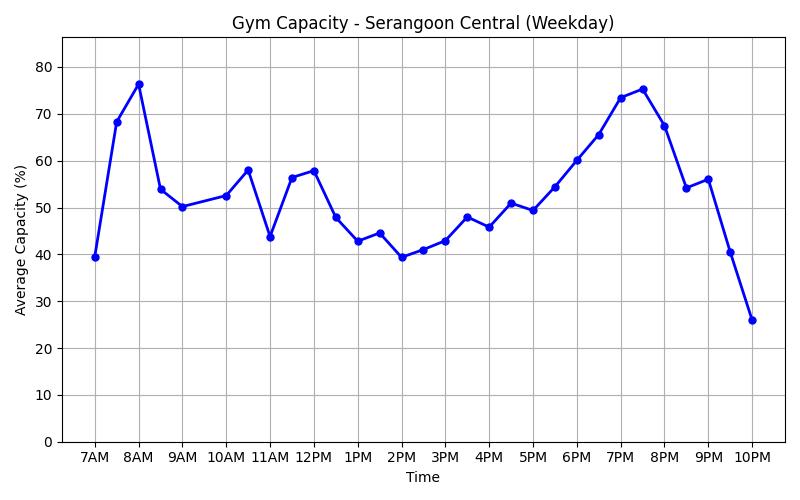 Gym Capacity - Serangoon Central (Weekday)
Average Capacity (%)
80
70
60
50
40
30
20
10
0
7AM 8AM 9AM 10AM 11AM 12PM 1PM 2PM 3PM 4PM 5PM 6PM 7PM 8PM 9PM 10PM
Time